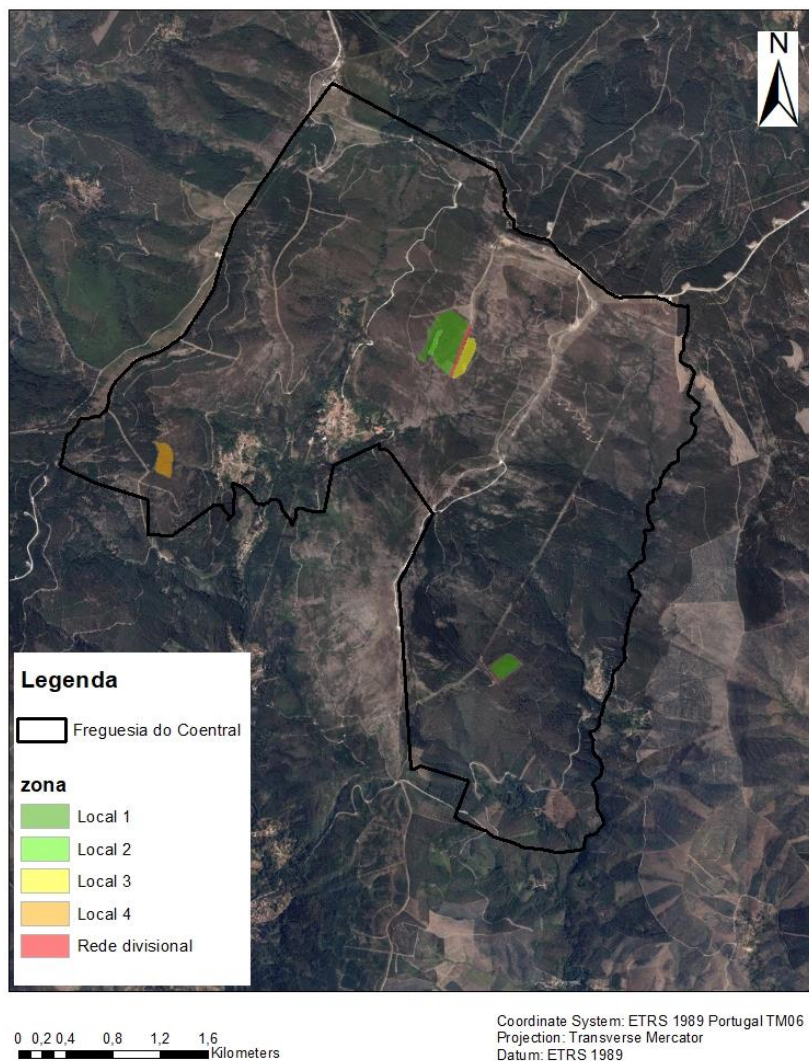 N
Legenda
Freguesia do Coentral
zona
Local 1
Local 2
Local 3
Local 4
Rede divisional
0 0,2 0,4 0,8 1,2 1,6
Kilometers
Coordinate System: ETRS 1989 Portugal TM06
Projection: Transverse Mercator
Datum: ETRS 1989